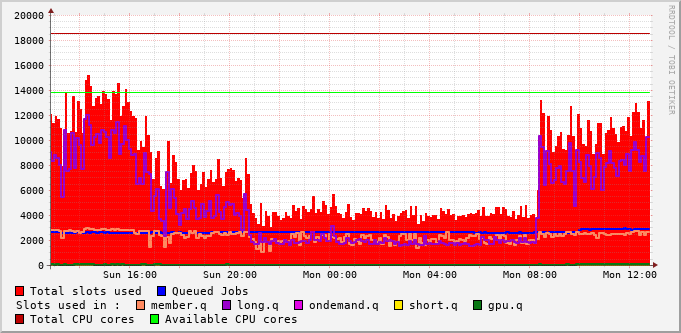 20000
18000
16000
14000
12000
10000
8000
6000
4000
2000
0
Sun 16:00 Sun 20:00 Mon 00:00 Mon 04:00 Mon 08:00 Mon 12:00
Total slots used Queued Jobs
Slots used in : member.q long.q ondemand.q short.q gpu.q
Total CPU cores Available CPU cores
RRDTOOL / TOBI OETIKER